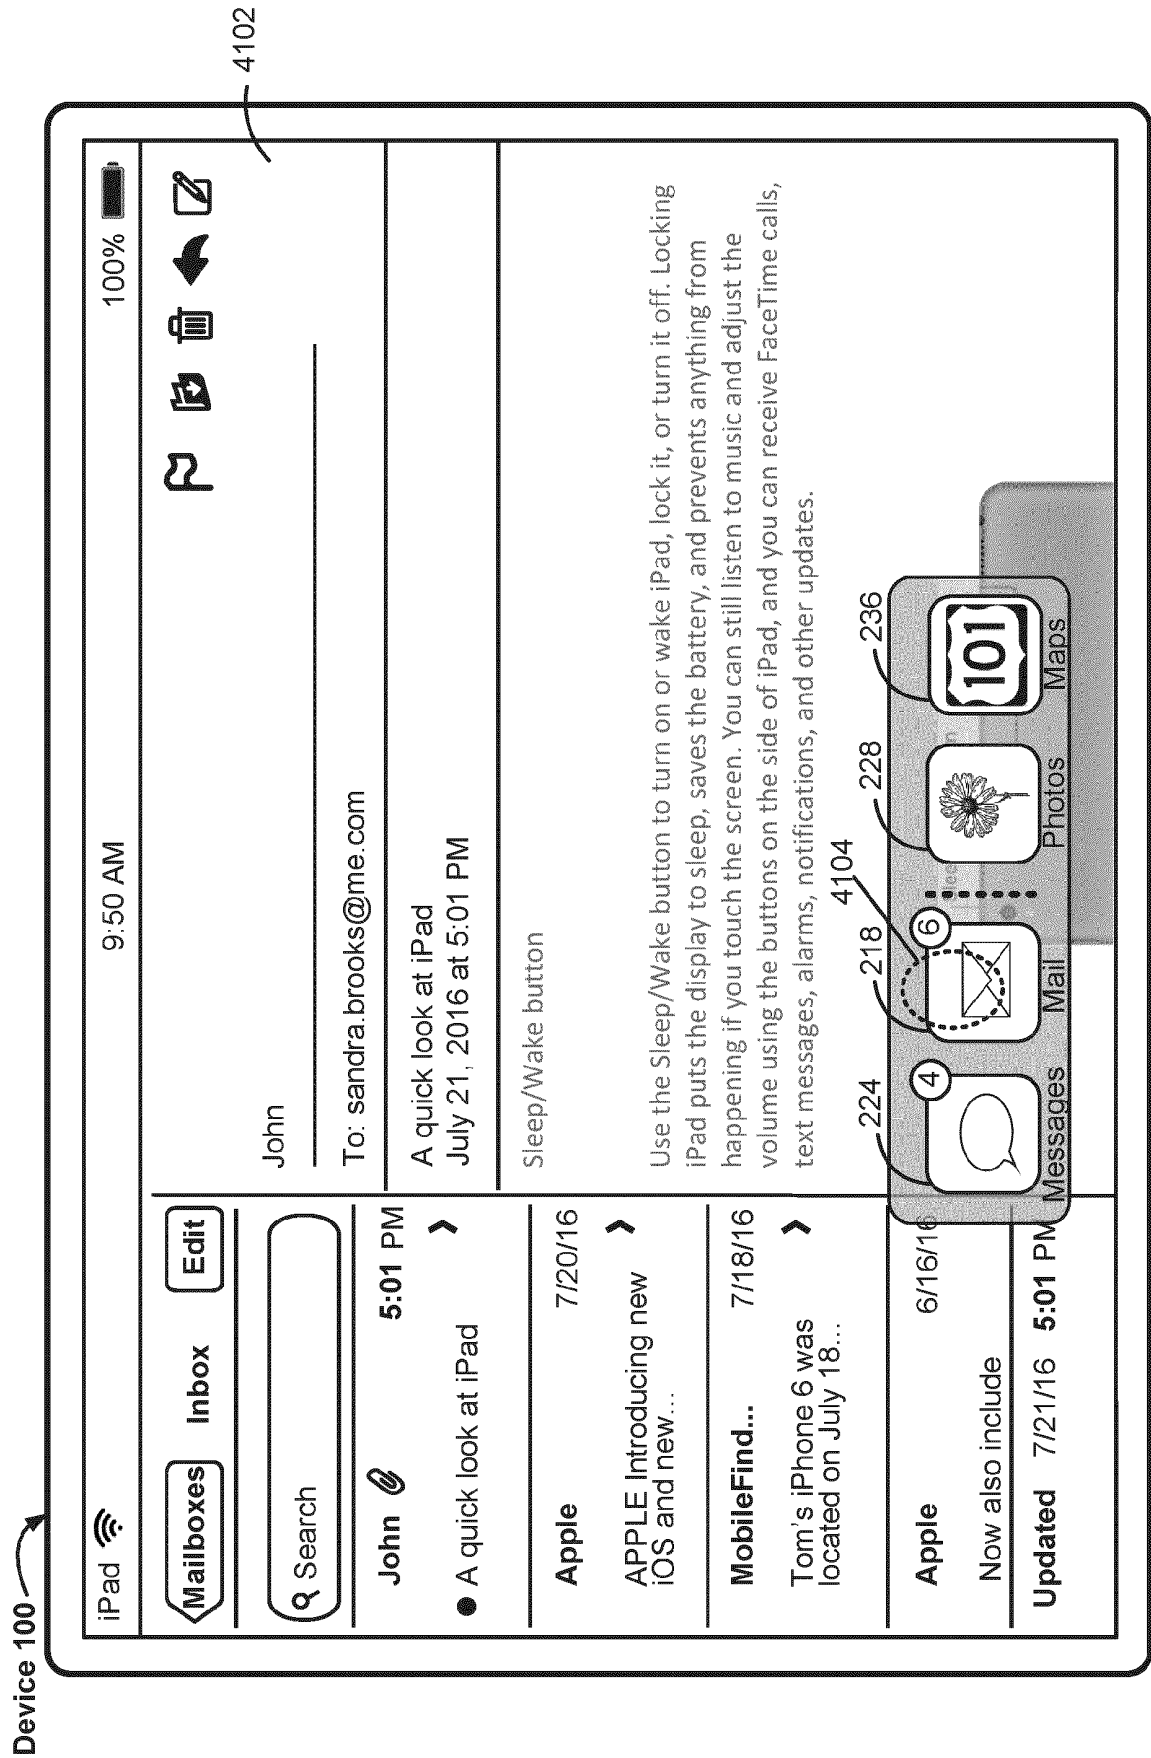 Device 100
4102
iPad
9:50 AM
100%
Mailboxes
Inbox
Edit
Search
John
5:01 PM
A quick look at iPad
Apple
7/20/16
APPLE Introducing new
iOS and new...
MobileFind...
7/18/16
Tom's iPhone 6 was
located on July 18...
Apple
6/16/16
Now also include
Updated 7/21/16 5:01 PM
John
To: sandra.brooks@me.com
A quick look at iPad
July 21, 2016 at 5:01 PM
Sleep/Wake button
Use the Sleep/Wake button to turn on or wake iPad, lock it, or turn it off. Locking
iPad puts the display to sleep, saves the battery, and prevents anything from
happening if you touch the screen. You can still listen to music and adjust the
volume using the buttons on the side of iPad, and you can receive FaceTime calls,
text messages, alarms, notifications, and other updates.
224
218
4104
228
236
4
6
101
Messages
Mail
Photos
Maps